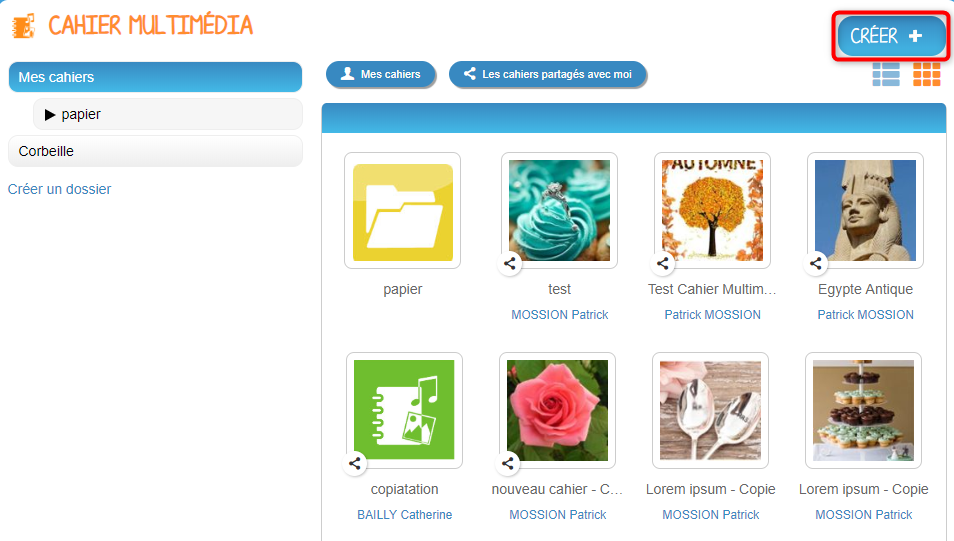 CAHIER MULTIMÉDIA
CRÉER +
Mes cahiers
papier
Corbeille
Créer un dossier
Mes cahiers
Les cahiers partagés avec moi
AUTOMNE
papier
test
Test Cahier Multim…
Egypte Antique
MOSSION Patrick
Patrick MOSSION
Patrick MOSSION
copiatation
nouveau cahier - C…
Lorem ipsum - Copie
Lorem ipsum - Copie
BAILLY Catherine
MOSSION Patrick
MOSSION Patrick
MOSSION Patrick